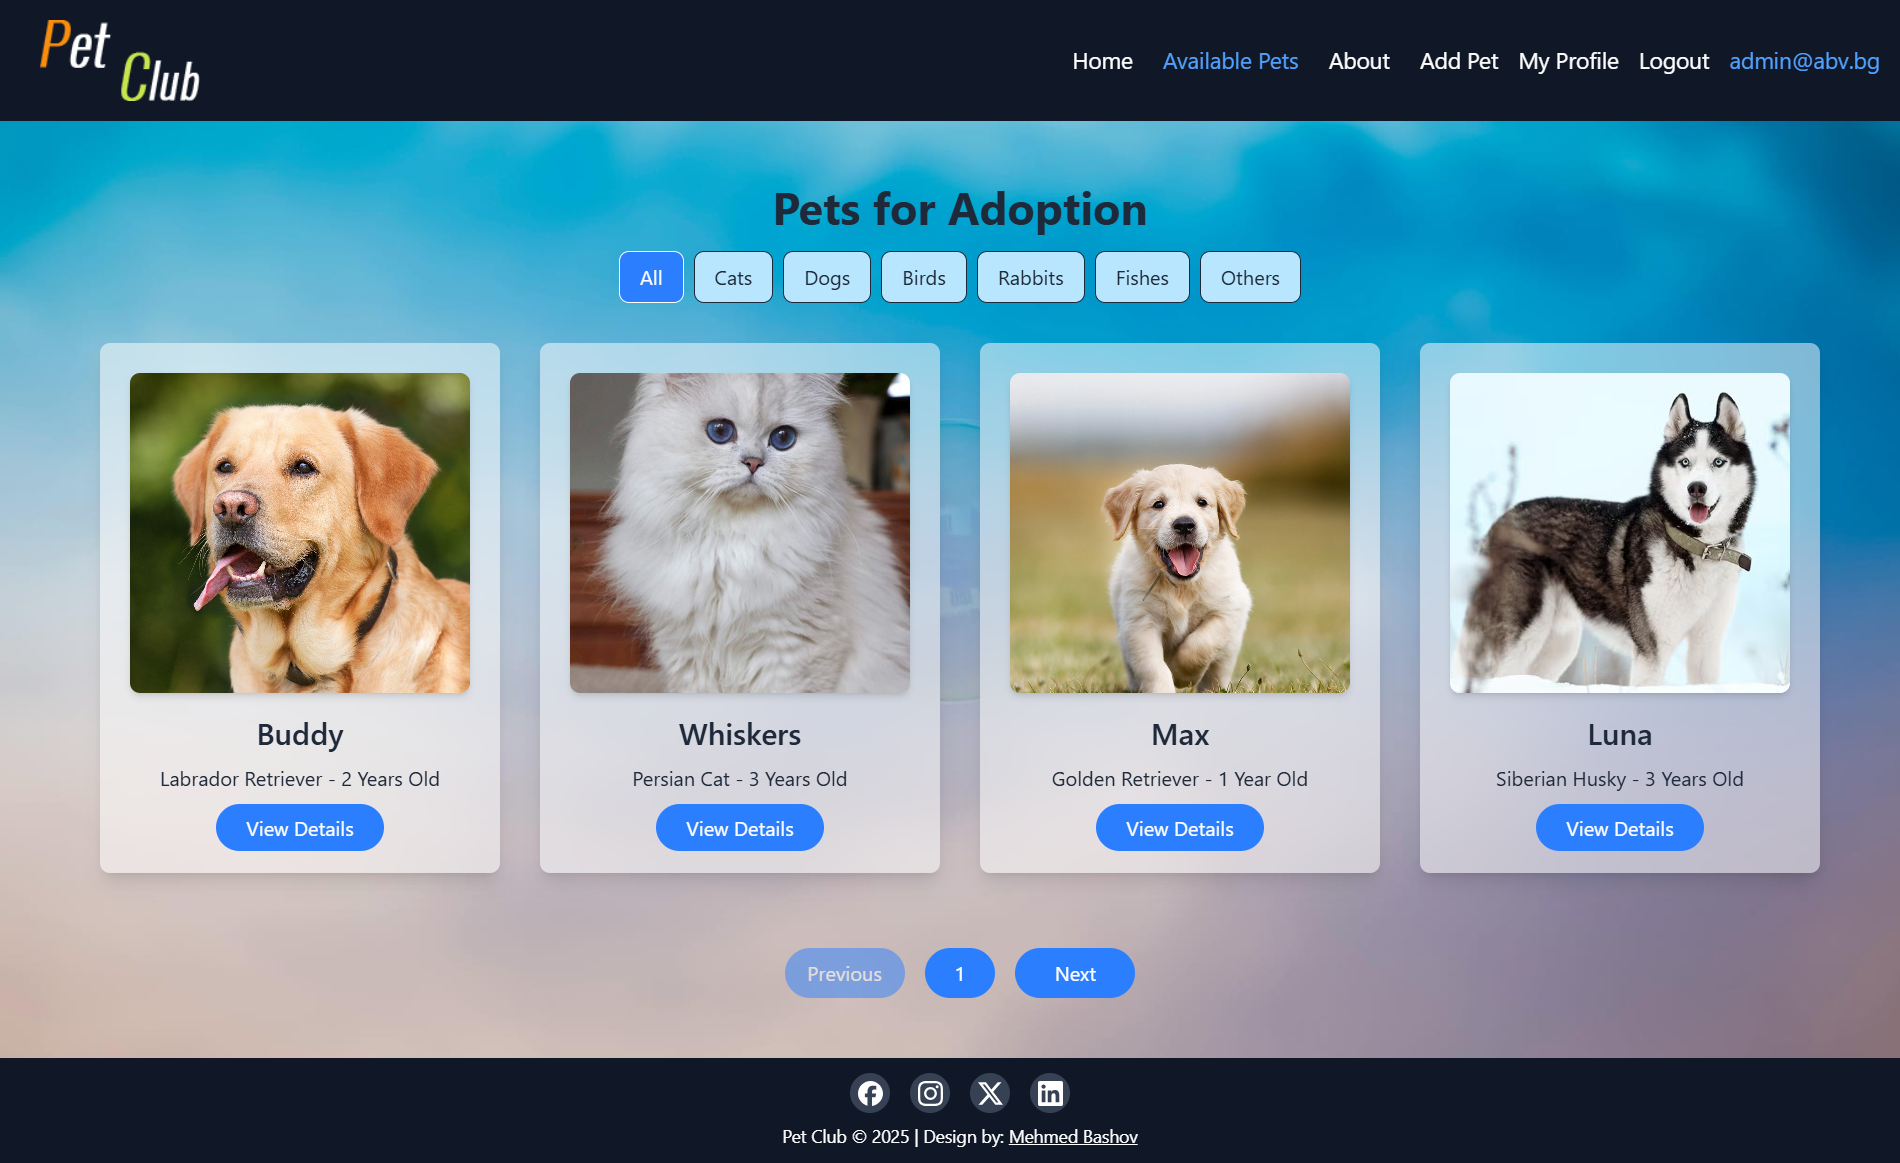 Pet
Club
Home Available Pets About Add Pet My Profile Logout admin@abv.bg
Pets for Adoption
All Cats Dogs Birds Rabbits Fishes Others
Buddy
Labrador Retriever - 2 Years Old
View Details
Whiskers
Persian Cat - 3 Years Old
View Details
Max
Golden Retriever - 1 Year Old
View Details
Luna
Siberian Husky - 3 Years Old
View Details
Previous 1 Next
Pet Club © 2025 | Design by: Mehmed Bashov